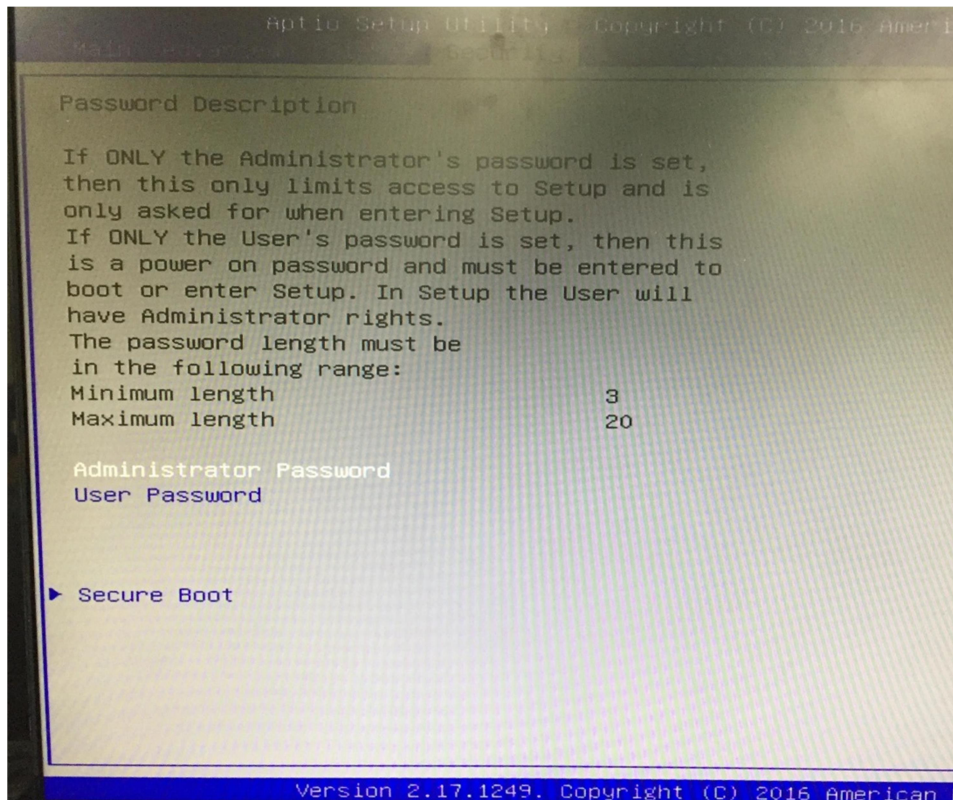 Aptio Setup Utility Copyright (C) 2016 Ameri
Main Advanced Security
Password Description
If ONLY the Administrator's password is set,
then this only limits access to Setup and is
only asked for when entering Setup.
If ONLY the User's password is set, then this
is a power on password and must be entered to
boot or enter Setup. In Setup the User will
have Administrator rights.
The password length must be
in the following range:
Minimum length 3
Maximum length 20
Administrator Password
User Password
Secure Boot
Version 2.17.1249. Copyright (C) 2016 American